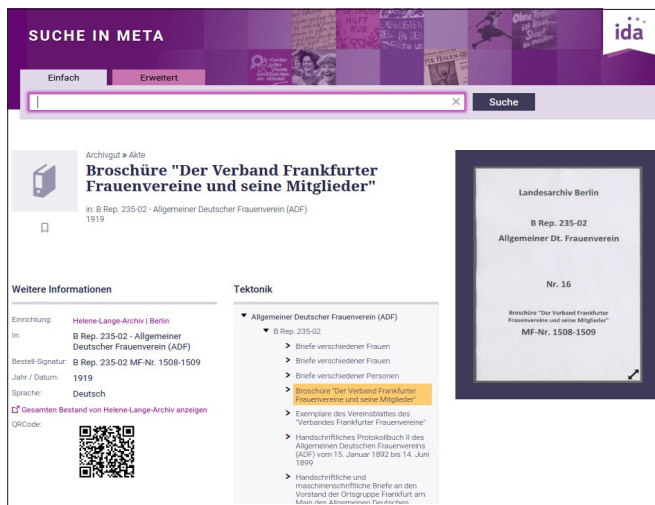 SUCHE IN META
ida
Einfach
Erweitert
Suche
Archivgut » Akte
Broschüre "Der Verband Frankfurter
Frauenvereine und seine Mitglieder"
in: B Rep. 235-02 - Allgemeiner Deutscher Frauenverein (ADF)
1919
Weitere Informationen
Einrichtung: Helene-Lange-Archiv | Berlin
In: B Rep. 235-02 - Allgemeiner
Deutscher Frauenverein (ADF)
Bestell-Signatur: B Rep. 235-02 MF-Nr. 1508-1509
Jahr / Datum: 1919
Sprache: Deutsch
Gesamten Bestand von Helene-Lange-Archiv anzeigen
QRCode:
Tektonik
Allgemeiner Deutscher Frauenverein (ADF)
B Rep. 235-02
Briefe verschiedener Frauen
Briefe verschiedener Frauen
Briefe verschiedener Personen
Broschüre "Der Verband Frankfurter
Frauenvereine und seine Mitglieder"
Exemplare des Vereinsblattes des
"Verbandes Frankfurter Frauenvereine"
Handschriftliches Protokollbuch II des
Allgemeinen Deutschen Frauenvereins
(ADF) vom 15. Januar 1892 bis 14. Juni
1899
Handschriftliche und
maschinenschriftliche Briefe an den
Vorstand der Ortsgruppe Frankfurt am
Main des Allgemeinen Deutschen
Landesarchiv Berlin
B Rep. 235-02
Allgemeiner Dt. Frauenverein
Nr. 16
Broschüre "Der Verband Frankfurter
Frauenvereine und seine Mitglieder"
MF-Nr. 1508-1509